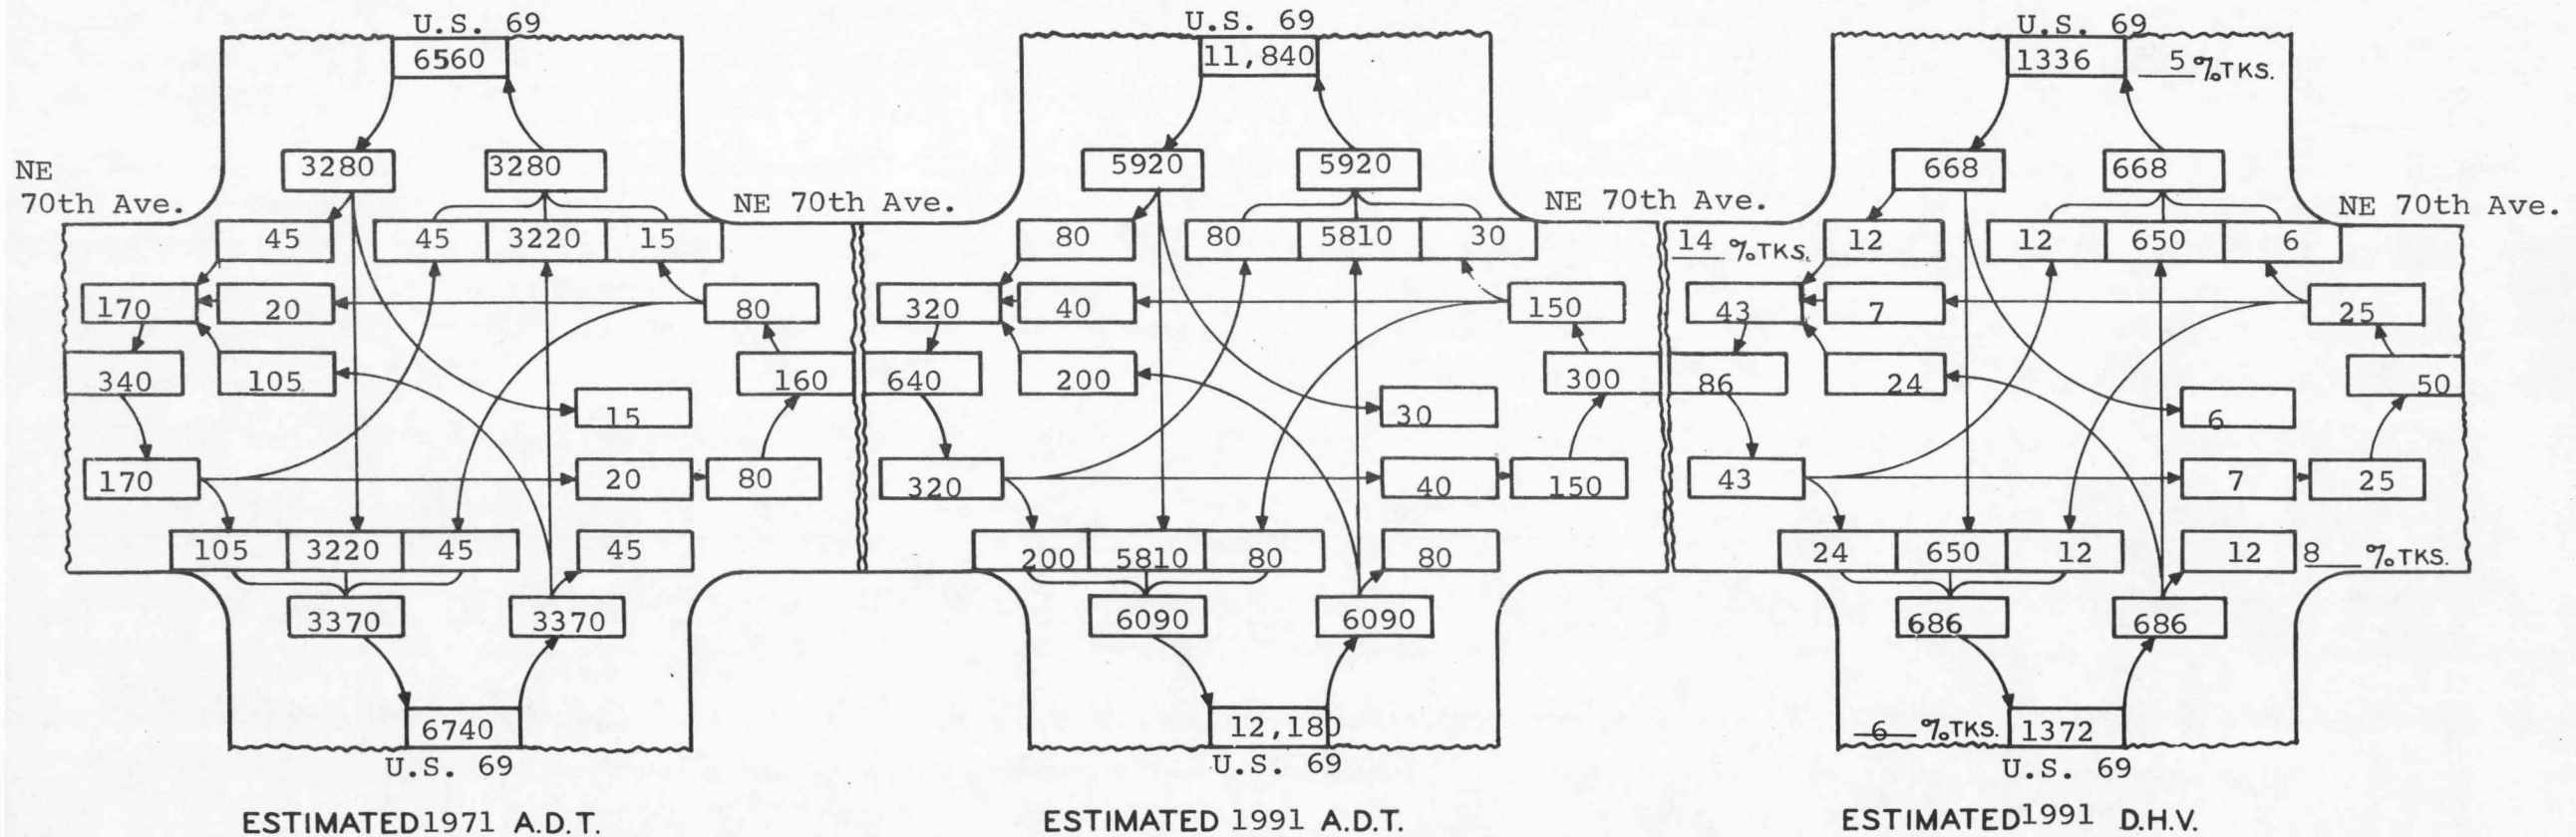 U.S. 69
6560
3280 3280
NE
70th Ave.
NE 70th Ave.
45 45 3220 15
170 20 80
340 105 160
15
170 20 80
105 3220 45 45
3370 3370
6740
U.S. 69
ESTIMATED 1971 A.D.T.
U.S. 69
11,840
5920 5920
NE 70th Ave.
80 80 5810 30
320 40 150
640 200 300
30
320 40 150
200 5810 80 80
6090 6090
12,180
U.S. 69
ESTIMATED 1991 A.D.T.
U.S. 69
1336 5 %TKS.
668 668
NE 70th Ave.
14 %TKS. 12 12 650 6
43 7 25
86 24 50
6
43 7 25
24 650 12 12 8 %TKS.
686 686
6 %TKS. 1372
U.S. 69
ESTIMATED 1991 D.H.V.